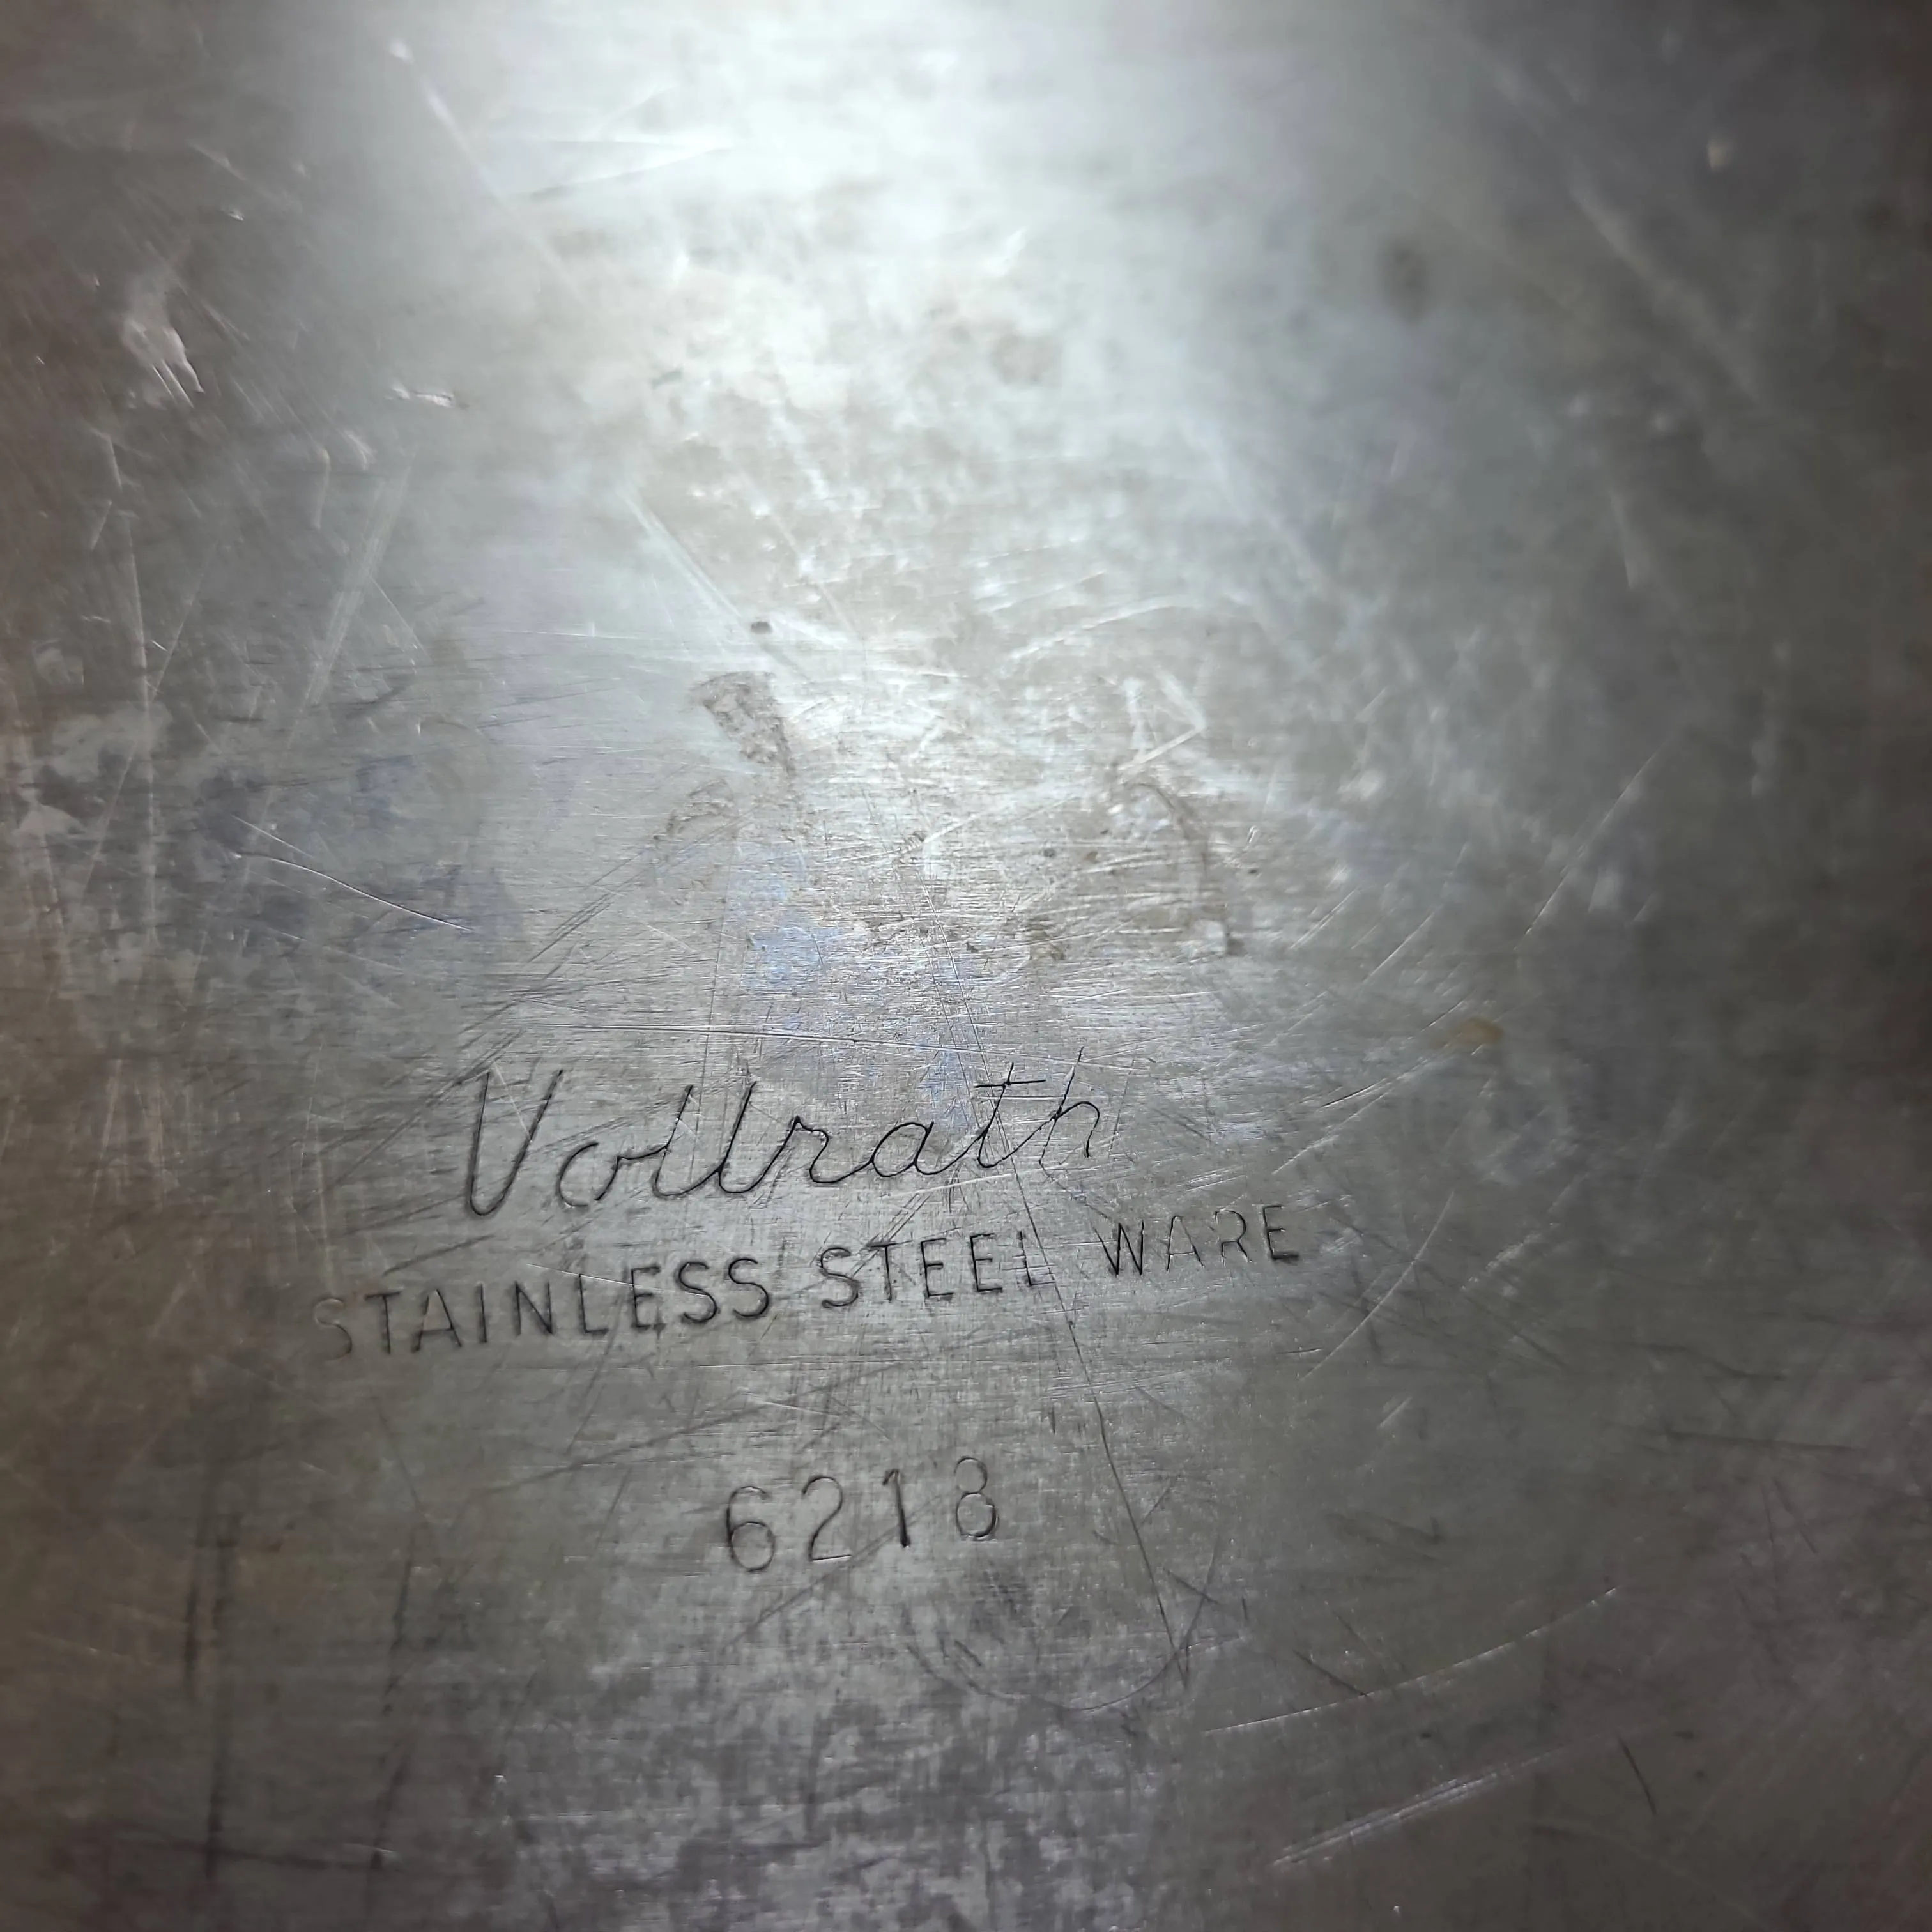 Vollrath
STAINLESS STEEL WARE
6218